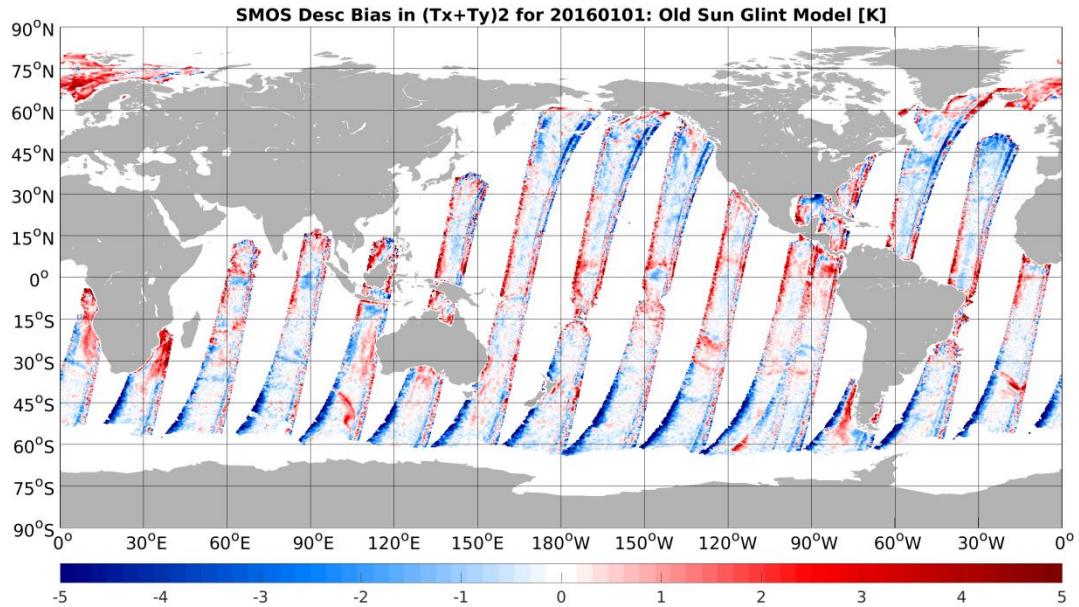 SMOS Desc Bias in (Tx+Ty)2 for 20160101: Old Sun Glint Model [K]
90°N
75°N
60°N
45°N
30°N
15°N
0°
15°S
30°S
45°S
60°S
75°S
90°S
0° 30°E 60°E 90°E 120°E 150°E 180°W 150°W 120°W 90°W 60°W 30°W 0°
-5 -4 -3 -2 -1 0 1 2 3 4 5